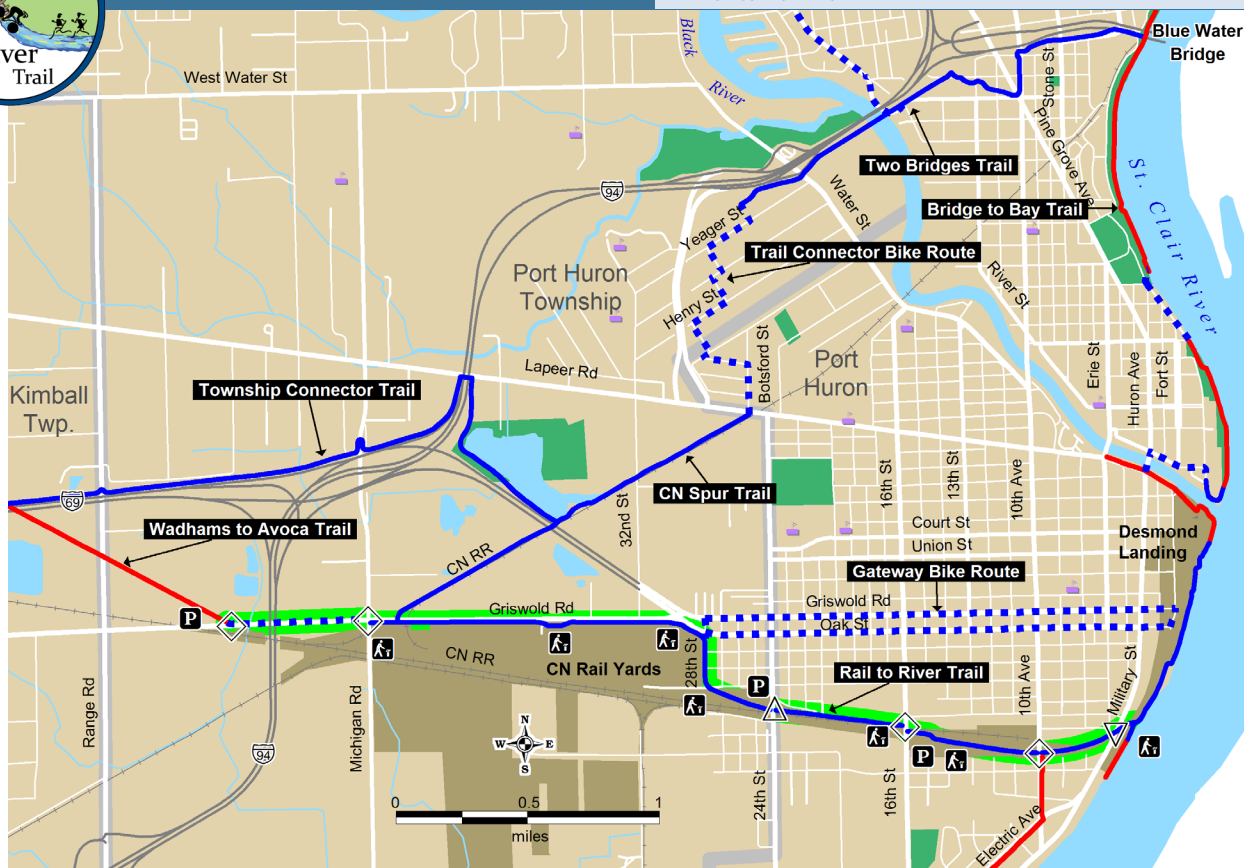 ver
Trail
West Water St
Black
River
Blue Water
Bridge
Stone St
Pine Grove Ave
Two Bridges Trail
94
Water St
Bridge to Bay Trail
St. Clair River
Yeager St
Trail Connector Bike Route
Port Huron
Township
Henry St
River St
Botsford St
Port
Huron
Lapeer Rd
Erie St
Huron Ave
Fort St
Kimball
Twp.
Township Connector Trail
69
CN Spur Trail
32nd St
16th St
13th St
10th Ave
Wadhams to Avoca Trail
Court St
Union St
Desmond
Landing
CN RR
Gateway Bike Route
P
Griswold Rd
Griswold Rd
Oak St
CN RR
CN Rail Yards
28th St
P
Rail to River Trail
10th Ave
Military St
Range Rd
Michigan Rd
94
N
W E
S
P
24th St
16th St
0 0.5 1
miles
Electric Ave